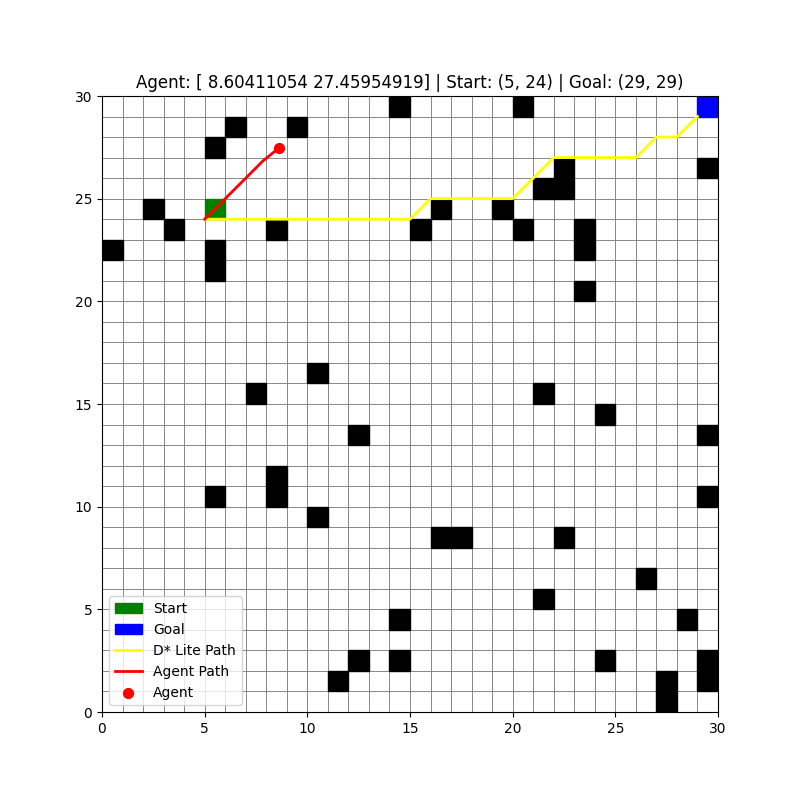 Agent: [ 8.60411054 27.45954919] | Start: (5, 24) | Goal: (29, 29)
30
25
20
15
10
5
0
Start
Goal
D* Lite Path
Agent Path
Agent
0 5 10 15 20 25 30